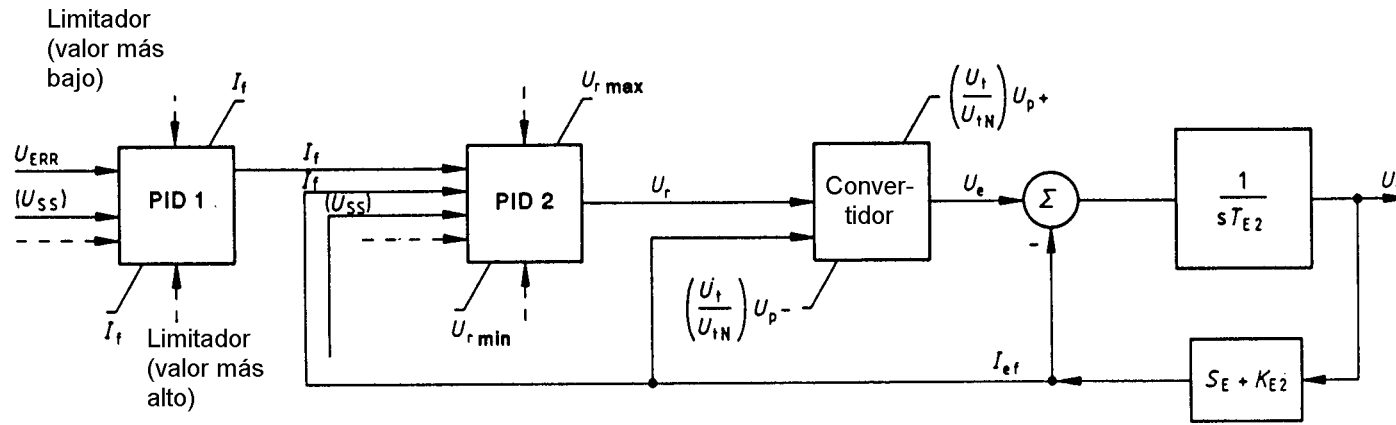 Limitador
(valor más
bajo)
I_f
U_ERR
(U_SS)
PID 1
I_f
Limitador
(valor más
alto)
I_f
I_f
(U_SS)
U_r max
PID 2
U_r min
U_r
(U_t / U_tN) U_p +
Conver-
tidor
(U_t / U_tN) U_p -
U_e
Σ
-
1
sT_E2
I_ef
S_E + K_E2